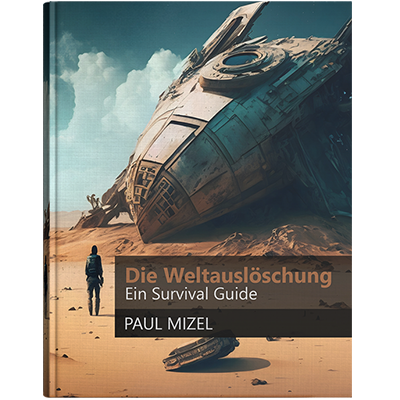 Die Weltauslöschung
Ein Survival Guide
PAUL MIZEL